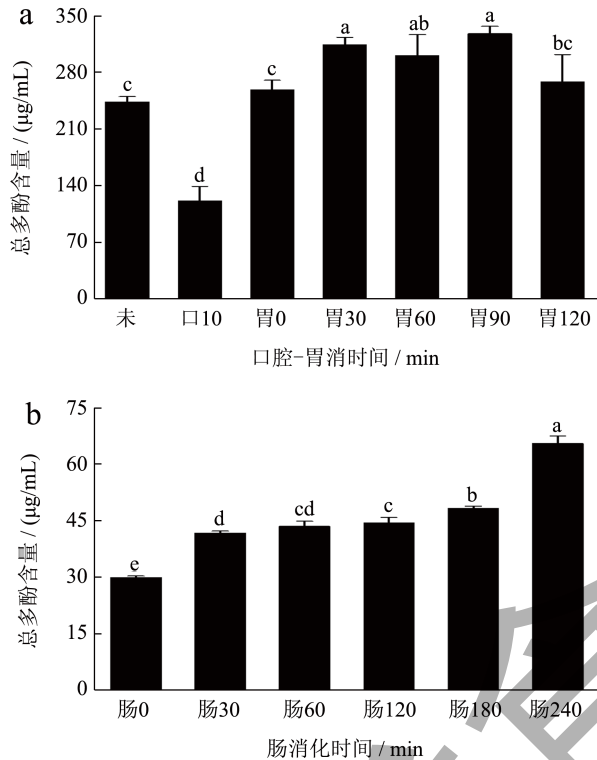 a
总多酚含量 / (μg/mL)
350
280
210
140
70
0
c
d
c
a
ab
a
bc
未 口10 胃0 胃30 胃60 胃90 胃120
口腔-胃消时间 / min
b
总多酚含量 / (μg/mL)
75
60
45
30
15
0
e
d
cd
c
b
a
肠0 肠30 肠60 肠120 肠180 肠240
肠消化时间 / min